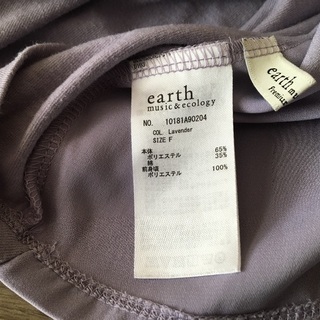 earth
music & ecology
NO. 10181A90204
COL. Lavender
SIZE F
本体
ポリエステル 65%
綿 35%
前身頃
ポリエステル 100%
earth
Premium